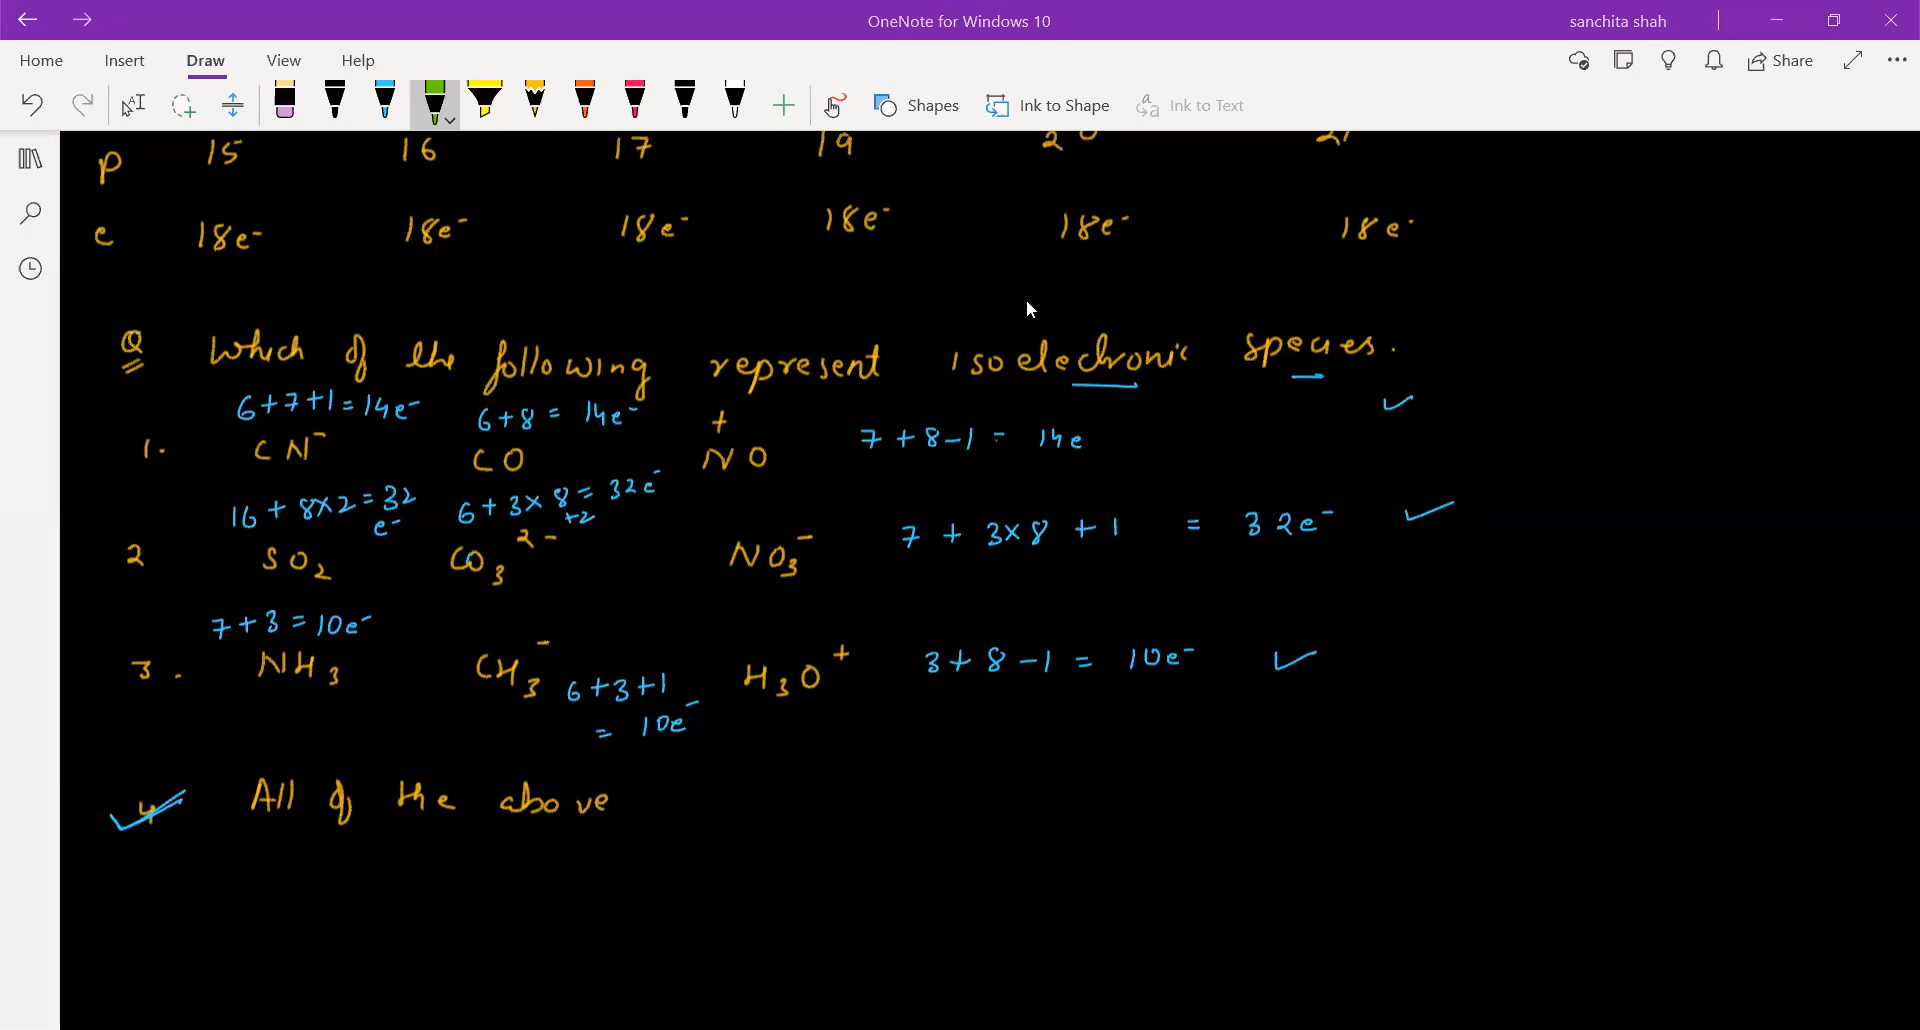 OneNote for Windows 10
sanchita shah
Home Insert Draw View Help
Share
Shapes Ink to Shape Ink to Text
P 15 16 17 19 20 21
e 18e⁻ 18e⁻ 18e⁻ 18e⁻ 18e⁻ 18e⁻
Q Which of the following represent isoelectronic species.
6+7+1=14e⁻ 6+8=14e⁻
1. CN⁻ CO NO⁺ 7+8-1=14e
16+8×2=32e⁻ 6+3×8+2=32e⁻
2 SO₂ CO₃²⁻ NO₃⁻ 7+3×8+1=32e⁻
7+3=10e⁻
3. NH₃ CH₃⁻ 6+3+1=10e⁻ H₃O⁺ 3+8-1=10e⁻
4 All of the above